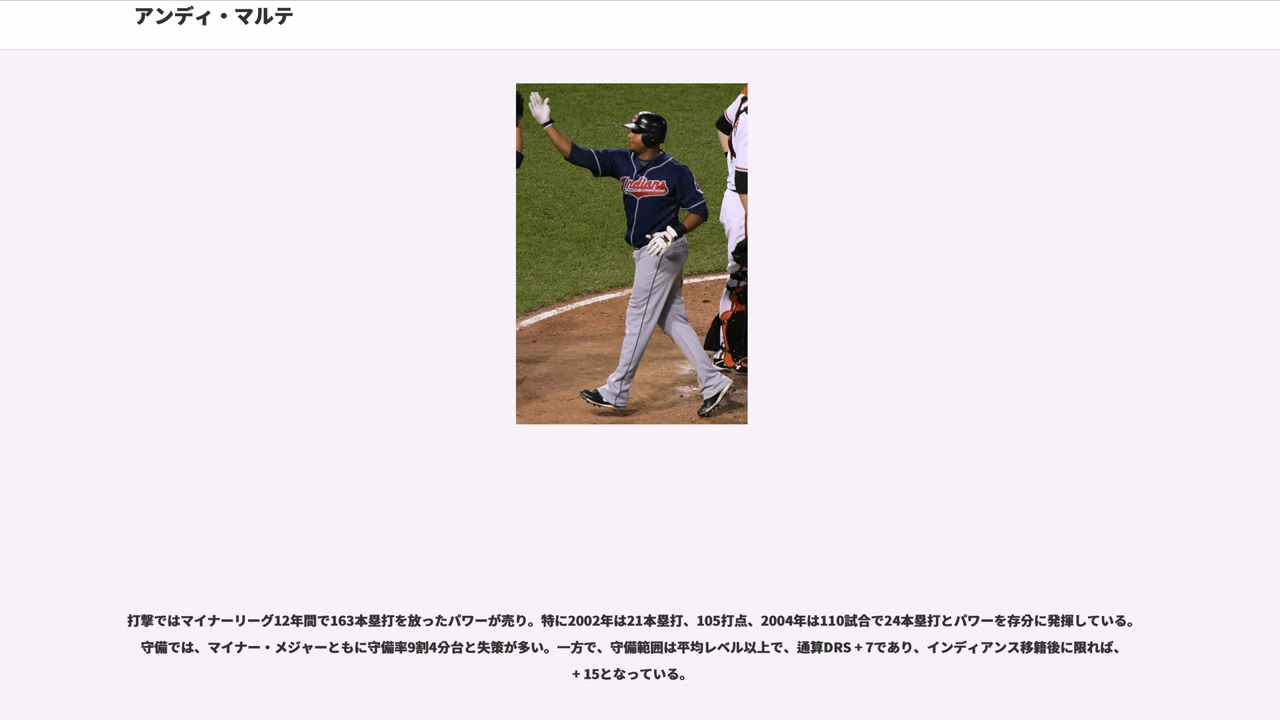 アンディ・マルテ
Indians
打撃ではマイナーリーグ12年間で163本塁打を放ったパワーが売り。特に2002年は21本塁打、105打点、2004年は110試合で24本塁打とパワーを存分に発揮している。
守備では、マイナー・メジャーともに守備率9割4分台と失策が多い。一方で、守備範囲は平均レベル以上で、通算DRS + 7であり、インディアンス移籍後に限れば、
+ 15となっている。